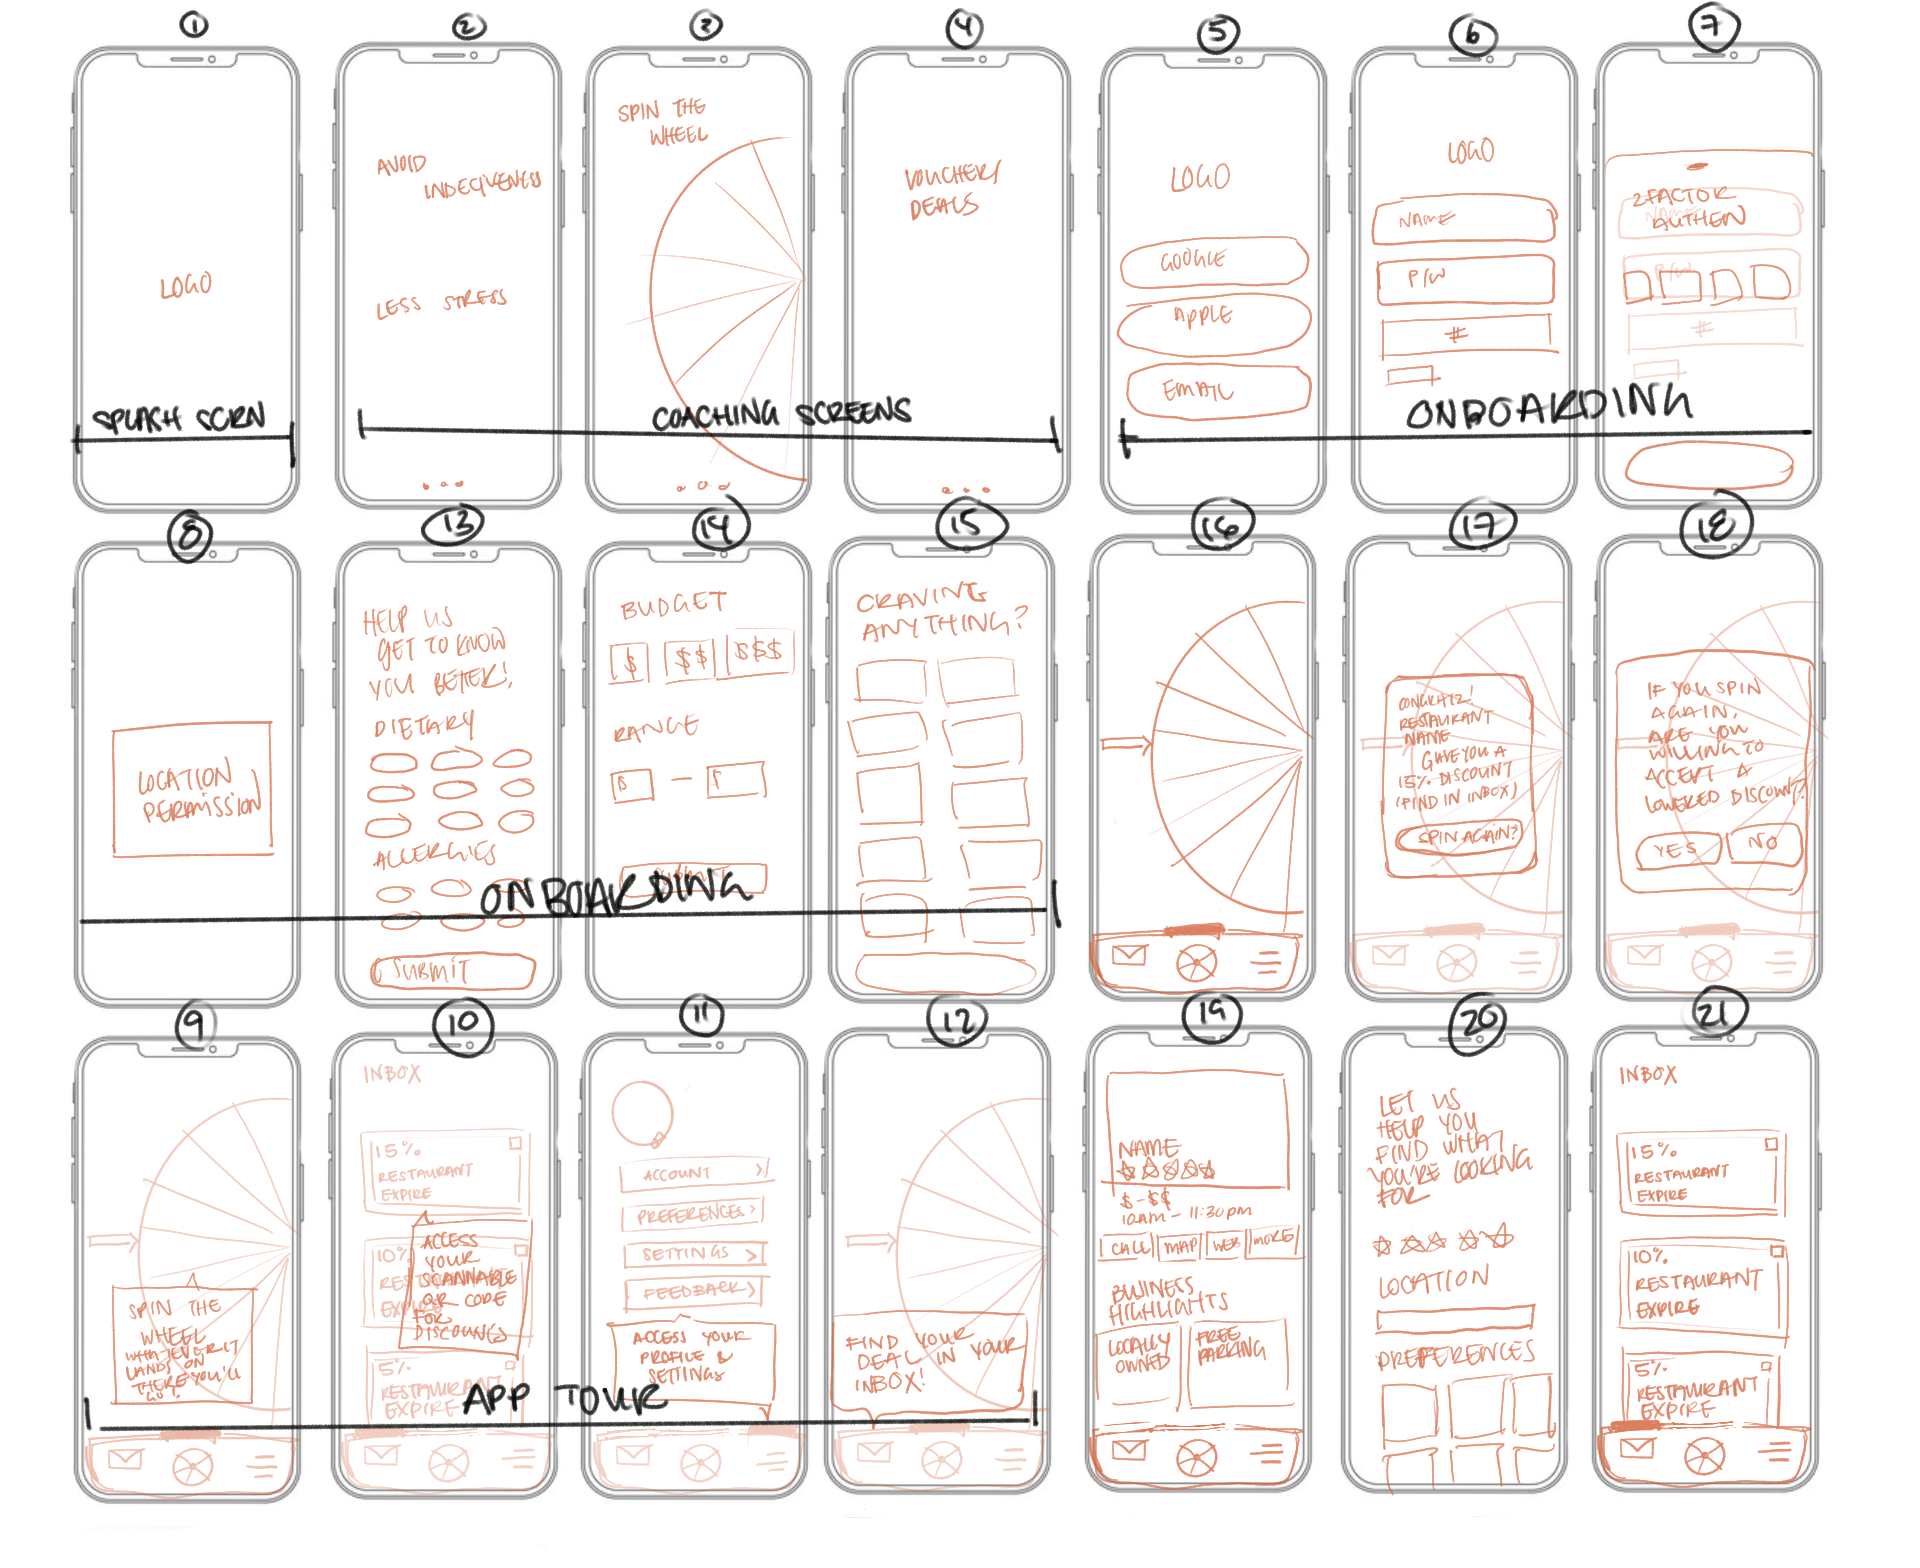 1
2
3
4
5
6
7
LOGO
SPLASH SCRN
AVOID
INDECIVENESS
LESS STRESS
SPIN THE
WHEEL
VOUCHERS
DEALS
COACHING SCREENS
LOGO
GOOGLE
APPLE
EMAIL
LOGO
NAME
P/W
#
2 FACTOR
AUTHEN
NAME
P/W
#
ONBOARDING
8
13
14
15
16
17
18
LOCATION
PERMISSION
HELP US
GET TO KNOW
YOU BETTER!
DIETARY
ALLERGIES
SUBMIT
BUDGET
$ $$ $$$
RANGE
$ — $
SUBMIT
CRAVING
ANYTHING?
ONBOARDING
CONGRATZ!
RESTAURANT
NAME
GAVE YOU A
15% DISCOUNT
(FIND IN INBOX)
SPIN AGAIN?
IF YOU SPIN
AGAIN,
ARE YOU
WILLING TO
ACCEPT A
LOWERED DISCOUNT?
YES NO
9
10
11
12
19
20
21
SPIN THE
WHEEL
LANDS ON
THERE YOU'LL
GO!
INBOX
15%
RESTAURANT
EXPIRE
10%
RESTAURANT
EXPIRE
5%
RESTAURANT
EXPIRE
ACCESS
YOUR
SCANNABLE
QR CODE
FOR
DISCOUNTS
ACCOUNT >
PREFERENCES >
SETTINGS >
FEEDBACK >
ACCESS YOUR
PROFILE &
SETTINGS
FIND YOUR
DEAL IN YOUR
INBOX!
APP TOUR
NAME
$-$$
10AM - 11:30PM
CALL MAP WEB MORE
BUSINESS
HIGHLIGHTS
LOCALLY
OWNED
FREE
PARKING
LET US
HELP YOU
FIND WHAT
YOU'RE LOOKING
FOR
LOCATION
PREFERENCES
INBOX
15%
RESTAURANT
EXPIRE
10%
RESTAURANT
EXPIRE
5%
RESTAURANT
EXPIRE